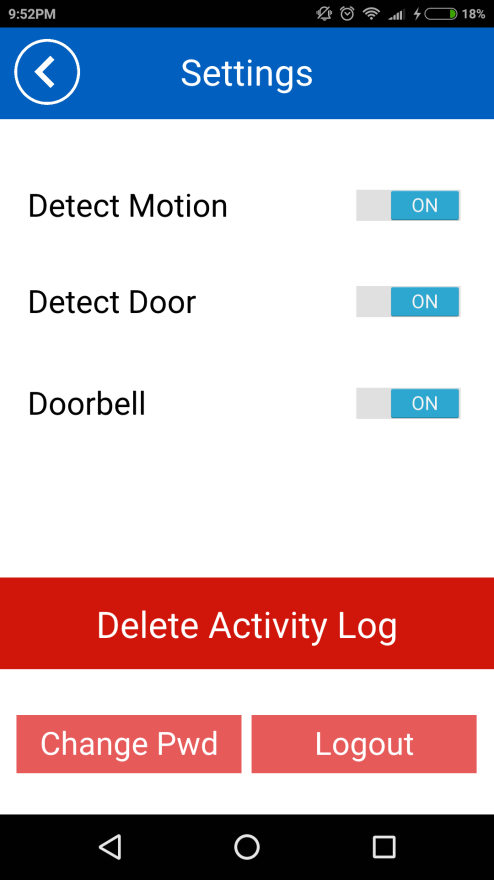 9:52PM 18%
Settings
Detect Motion ON
Detect Door ON
Doorbell ON
Delete Activity Log
Change Pwd Logout